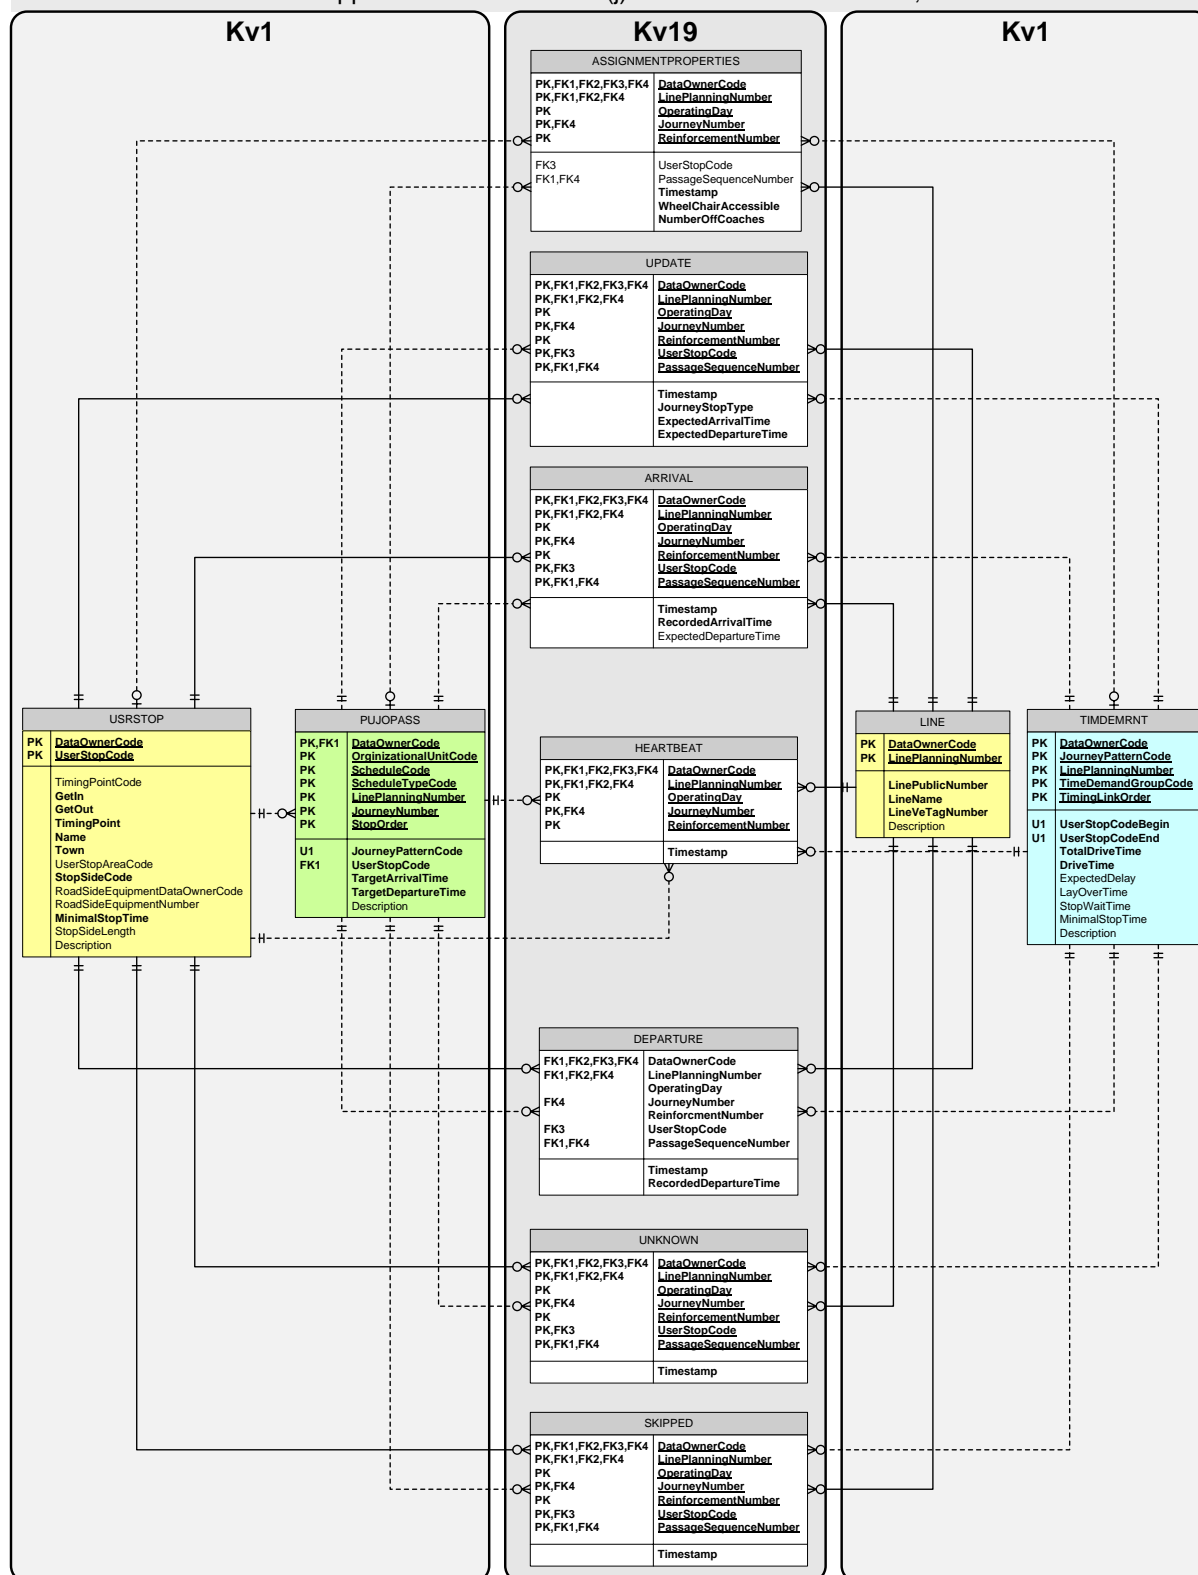 Kv1
Kv19
Kv1
ASSIGNMENTPROPERTIES
PK,FK1,FK2,FK3,FK4 DataOwnerCode
PK,FK1,FK2,FK4 LinePlanningNumber
PK OperatingDay
PK,FK4 JourneyNumber
PK ReinforcementNumber
FK3 UserStopCode
FK1,FK4 PassageSequenceNumber
Timestamp
WheelChairAccessible
NumberOffCoaches
UPDATE
PK,FK1,FK2,FK3,FK4 DataOwnerCode
PK,FK1,FK2,FK4 LinePlanningNumber
PK OperatingDay
PK,FK4 JourneyNumber
PK ReinforcementNumber
PK,FK3 UserStopCode
PK,FK1,FK4 PassageSequenceNumber
Timestamp
JourneyStopType
ExpectedArrivalTime
ExpectedDepartureTime
ARRIVAL
PK,FK1,FK2,FK3,FK4 DataOwnerCode
PK,FK1,FK2,FK4 LinePlanningNumber
PK OperatingDay
PK,FK4 JourneyNumber
PK ReinforcementNumber
PK,FK3 UserStopCode
PK,FK1,FK4 PassageSequenceNumber
Timestamp
RecordedArrivalTime
ExpectedDepartureTime
USRSTOP
PK DataOwnerCode
PK UserStopCode
TimingPointCode
GetIn
GetOut
TimingPoint
Name
Town
UserStopAreaCode
StopSideCode
RoadSideEquipmentDataOwnerCode
RoadSideEquipmentNumber
MinimalStopTime
StopSideLength
Description
PUJOPASS
PK,FK1 DataOwnerCode
PK OrginizationalUnitCode
PK ScheduleCode
PK ScheduleTypeCode
PK LinePlanningNumber
PK JourneyNumber
PK StopOrder
U1 JourneyPatternCode
FK1 UserStopCode
TargetArrivalTime
TargetDepartureTime
Description
HEARTBEAT
PK,FK1,FK2,FK3,FK4 DataOwnerCode
PK,FK1,FK2,FK4 LinePlanningNumber
PK OperatingDay
PK,FK4 JourneyNumber
PK ReinforcementNumber
Timestamp
LINE
PK DataOwnerCode
PK LinePlanningNumber
LinePublicNumber
LineName
LineVeTagNumber
Description
TIMDEMRNT
PK DataOwnerCode
PK JourneyPatternCode
PK LinePlanningNumber
PK TimeDemandGroupCode
PK TimingLinkOrder
U1 UserStopCodeBegin
U1 UserStopCodeEnd
TotalDriveTime
DriveTime
ExpectedDelay
LayOverTime
StopWaitTime
MinimalStopTime
Description
DEPARTURE
FK1,FK2,FK3,FK4 DataOwnerCode
FK1,FK2,FK4 LinePlanningNumber
OperatingDay
FK4 JourneyNumber
ReinforcmentNumber
FK3 UserStopCode
FK1,FK4 PassageSequenceNumber
Timestamp
RecordedDepartureTime
UNKNOWN
PK,FK1,FK2,FK3,FK4 DataOwnerCode
PK,FK1,FK2,FK4 LinePlanningNumber
PK OperatingDay
PK,FK4 JourneyNumber
PK ReinforcementNumber
PK,FK3 UserStopCode
PK,FK1,FK4 PassageSequenceNumber
Timestamp
SKIPPED
PK,FK1,FK2,FK3,FK4 DataOwnerCode
PK,FK1,FK2,FK4 LinePlanningNumber
PK OperatingDay
PK,FK4 JourneyNumber
PK ReinforcementNumber
PK,FK3 UserStopCode
PK,FK1,FK4 PassageSequenceNumber
Timestamp